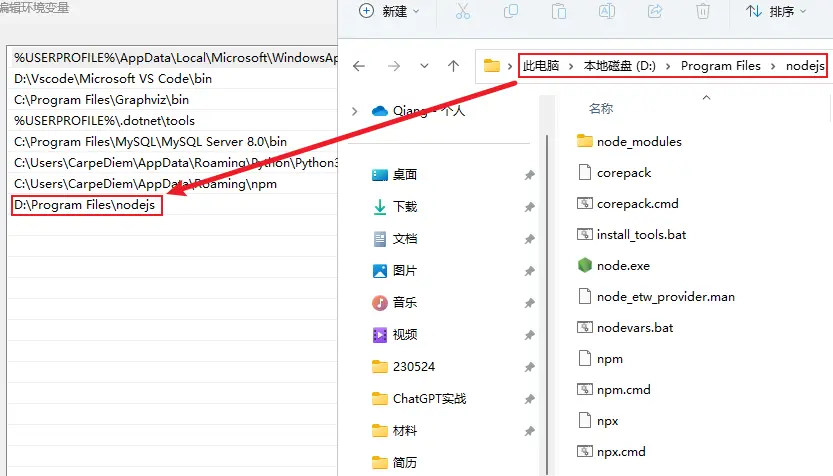 编辑环境变量
%USERPROFILE%\AppData\Local\Microsoft\WindowsAp
D:\Vscode\Microsoft VS Code\bin
C:\Program Files\Graphviz\bin
%USERPROFILE%\.dotnet\tools
C:\Program Files\MySQL\MySQL Server 8.0\bin
C:\Users\CarpeDiem\AppData\Roaming\Python\Python3
C:\Users\CarpeDiem\AppData\Roaming\npm
D:\Program Files\nodejs
新建
排序
此电脑 > 本地磁盘 (D:) > Program Files > nodejs
Qiang - 个人
桌面
下载
文档
图片
音乐
视频
230524
ChatGPT实战
材料
简历
名称
node_modules
corepack
corepack.cmd
install_tools.bat
node.exe
node_etw_provider.man
nodevars.bat
npm
npm.cmd
npx
npx.cmd